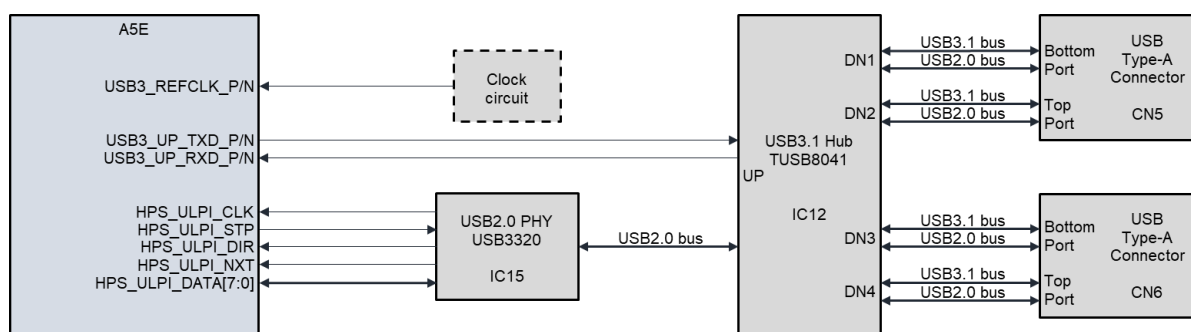 A5E
USB3_REFCLK_P/N
USB3_UP_TXD_P/N
USB3_UP_RXD_P/N
HPS_ULPI_CLK
HPS_ULPI_STP
HPS_ULPI_DIR
HPS_ULPI_NXT
HPS_ULPI_DATA[7:0]
Clock
circuit
USB2.0 PHY
USB3320
IC15
USB2.0 bus
DN1
DN2
USB3.1 Hub
TUSB8041
UP
IC12
DN3
DN4
USB3.1 bus
USB2.0 bus
USB3.1 bus
USB2.0 bus
Bottom
Port
Top
Port
USB
Type-A
Connector
CN5
USB3.1 bus
USB2.0 bus
USB3.1 bus
USB2.0 bus
Bottom
Port
Top
Port
USB
Type-A
Connector
CN6